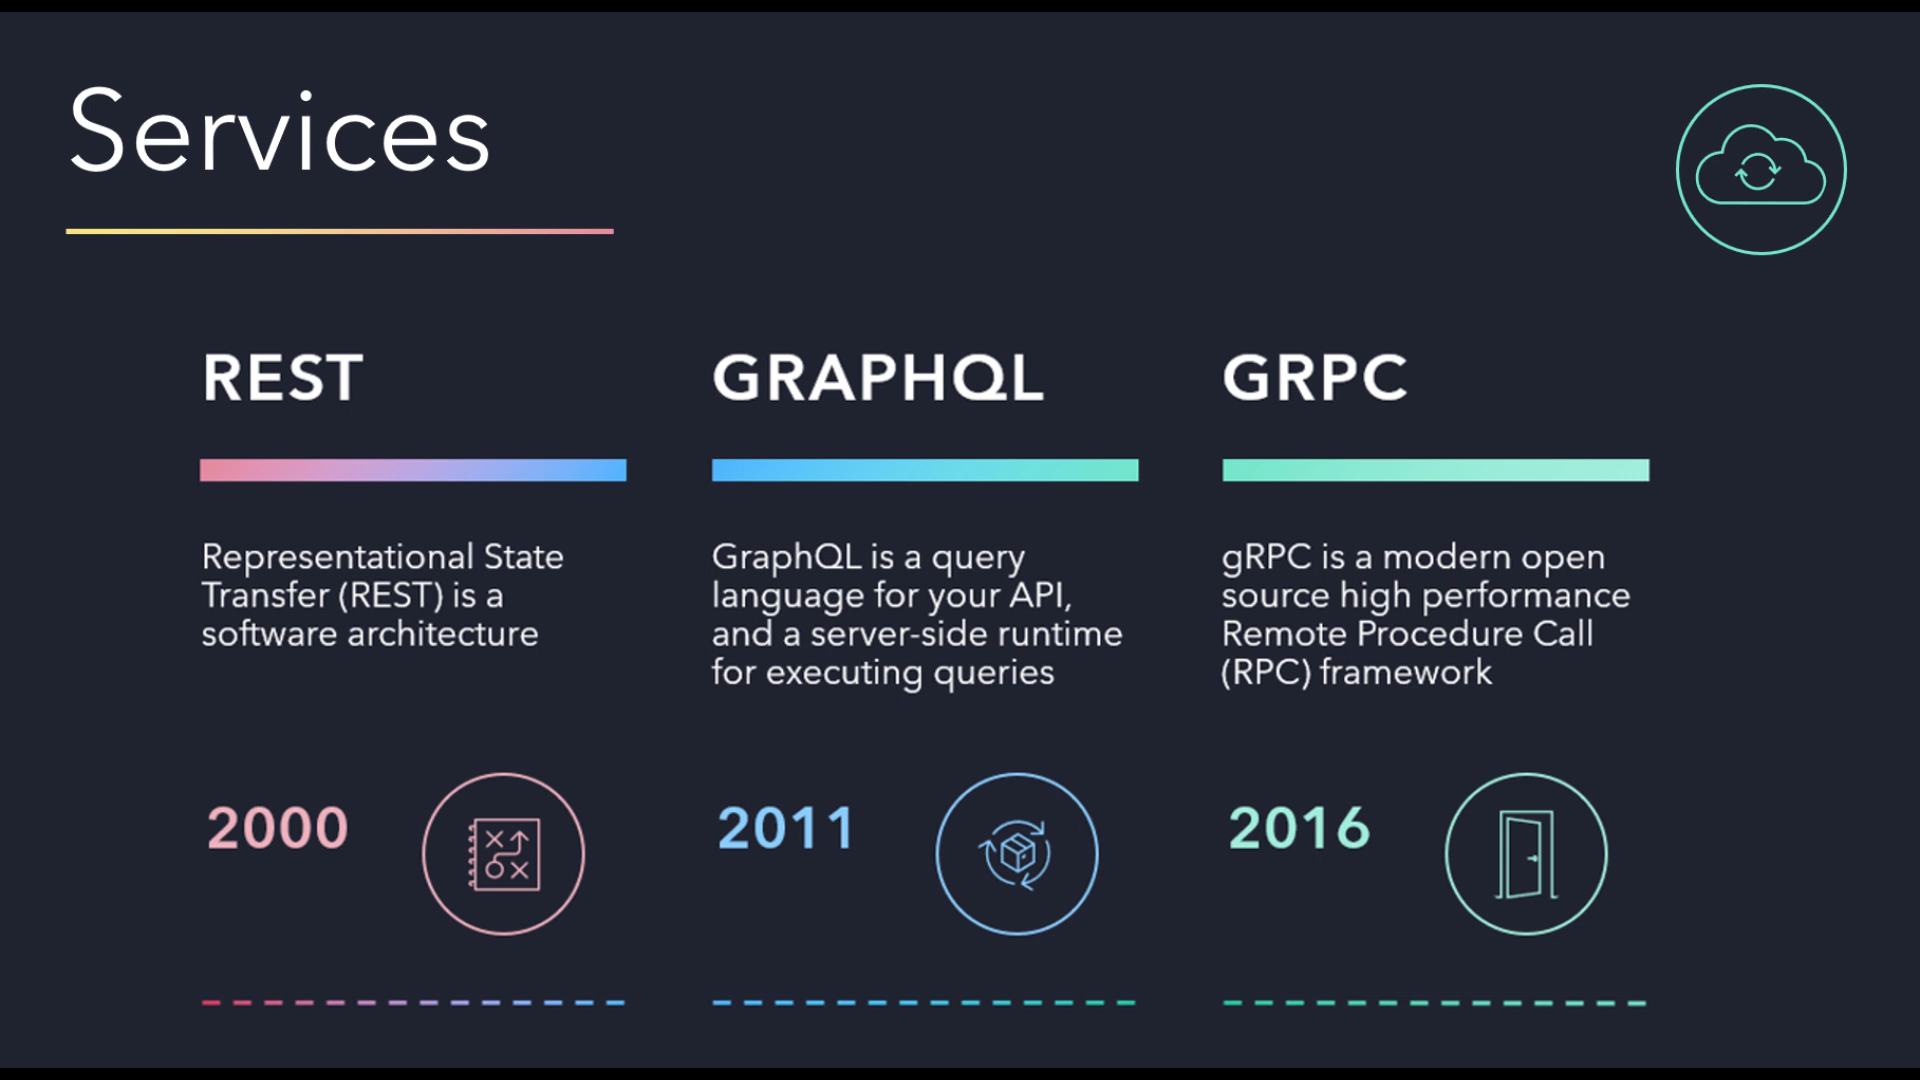 Services
REST
Representational State
Transfer (REST) is a
software architecture
2000
GRAPHQL
GraphQL is a query
language for your API,
and a server-side runtime
for executing queries
2011
GRPC
gRPC is a modern open
source high performance
Remote Procedure Call
(RPC) framework
2016